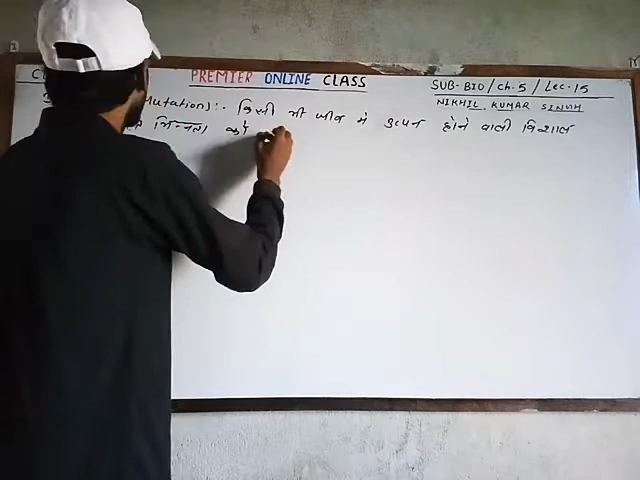 PREMIER ONLINE CLASS
SUB-BIO/Ch.5/Lec.15
NIKHIL KUMAR SINGH
Mutation):- किसी भी जीव में उत्पन्न होने वाली विशाल
भिन्नता को